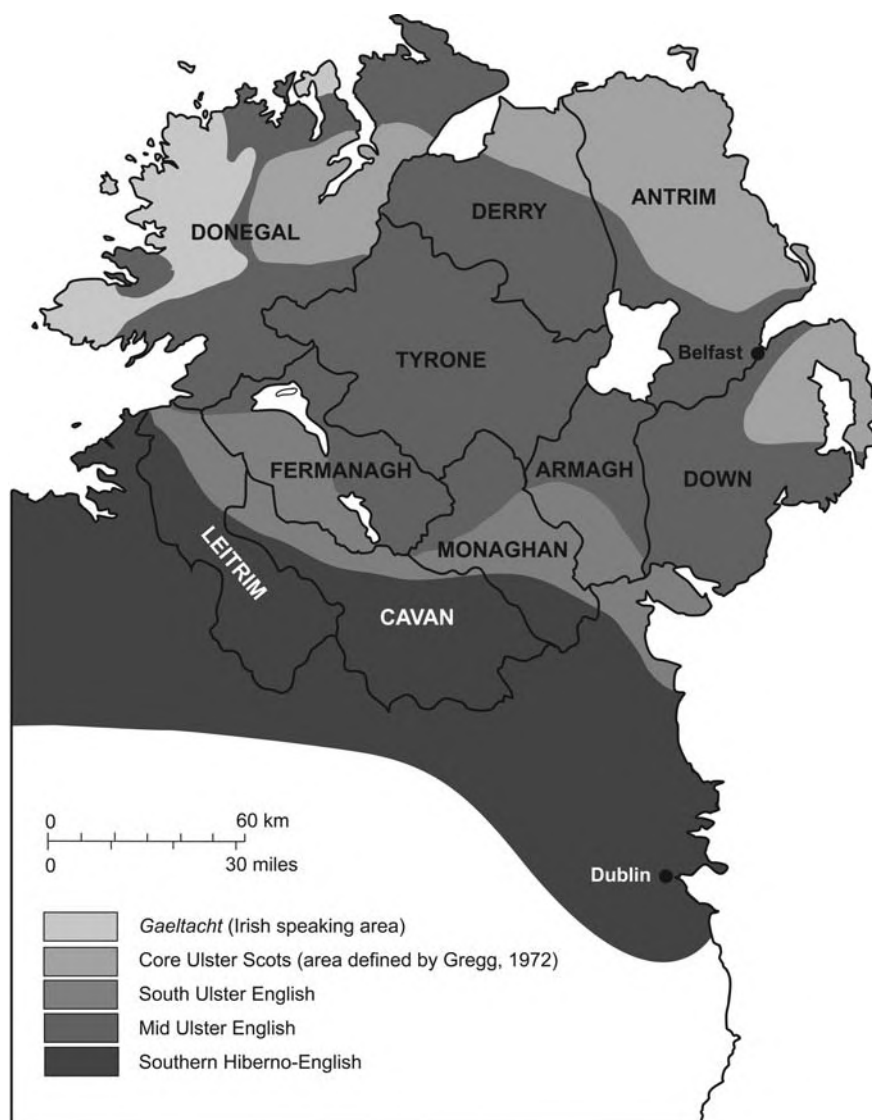 DONEGAL
DERRY
ANTRIM
TYRONE
Belfast
FERMANAGH
ARMAGH
DOWN
MONAGHAN
LEITRIM
CAVAN
0 60 km
0 30 miles
Dublin
Gaeltacht (Irish speaking area)
Core Ulster Scots (area defined by Gregg, 1972)
South Ulster English
Mid Ulster English
Southern Hiberno-English